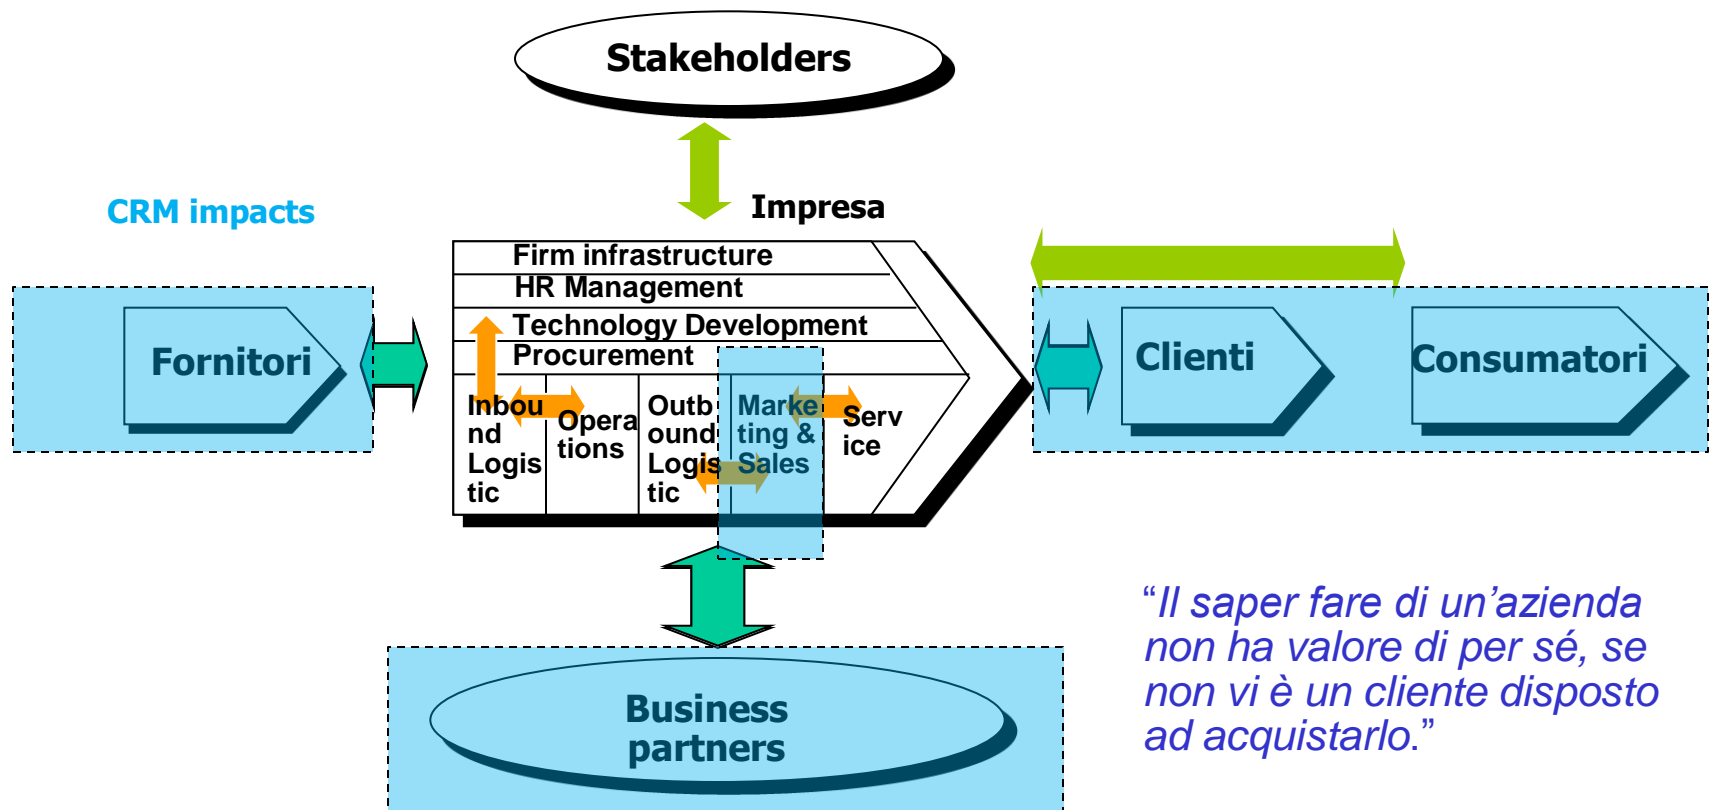 Stakeholders
CRM impacts
Impresa
Firm infrastructure
HR Management
Technology Development
Procurement
Fornitori
Inbou
nd
Logis
tic
Opera
tions
Outb
ound
Logis
tic
Marke
ting &
Sales
Serv
ice
Clienti
Consumatori
Business
partners
“Il saper fare di un’azienda
non ha valore di per sé, se
non vi è un cliente disposto
ad acquistarlo.”